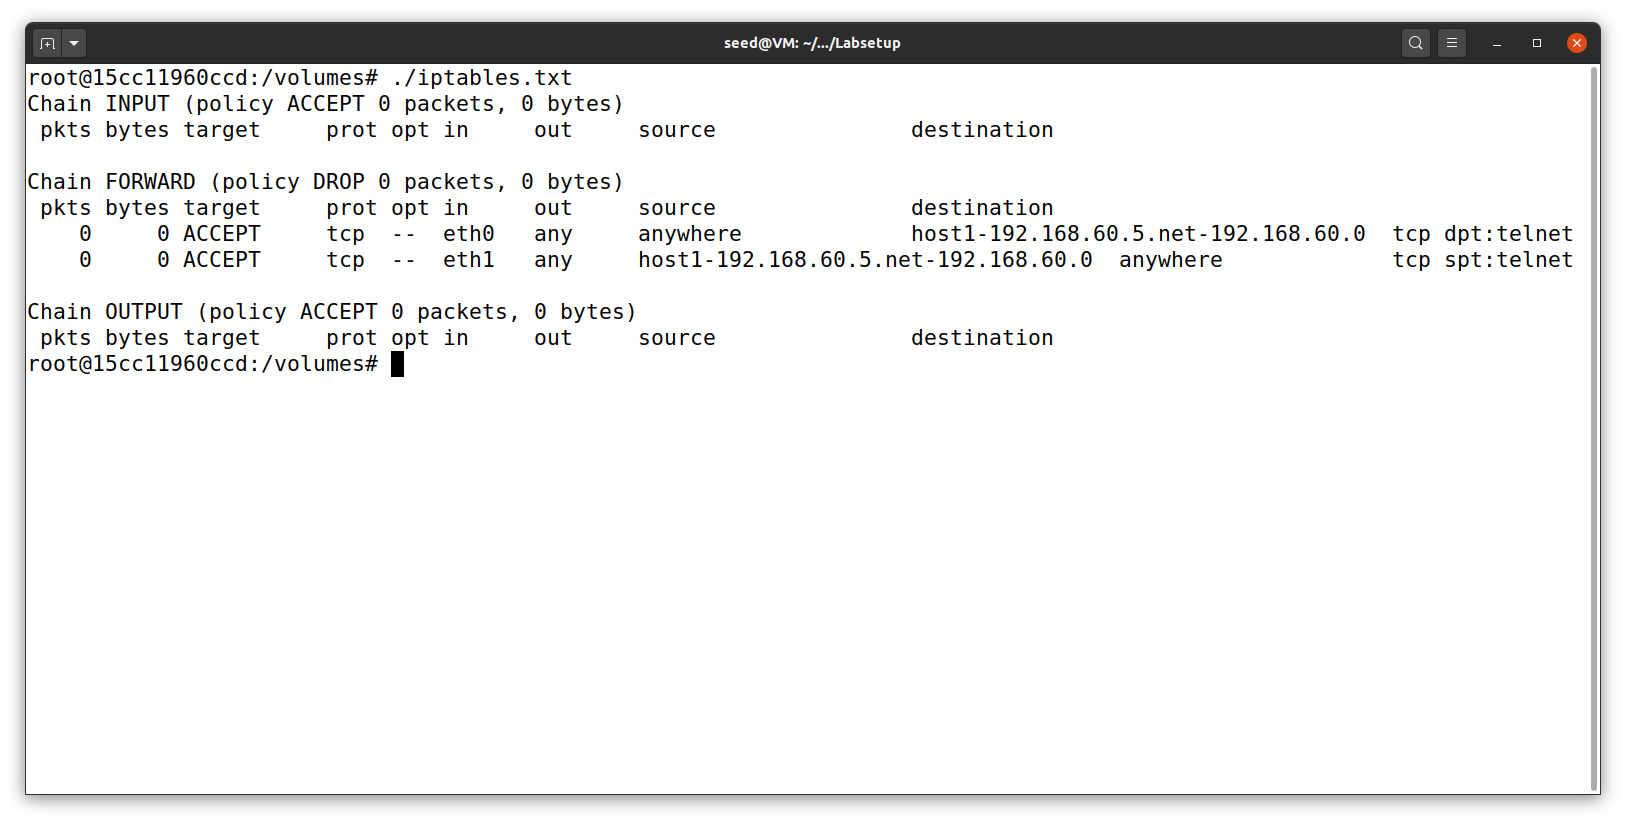 seed@VM: ~/.../Labsetup
root@15cc11960ccd:/volumes# ./iptables.txt
Chain INPUT (policy ACCEPT 0 packets, 0 bytes)
 pkts bytes target     prot opt in     out     source               destination

Chain FORWARD (policy DROP 0 packets, 0 bytes)
 pkts bytes target     prot opt in     out     source               destination
    0     0 ACCEPT     tcp  --  eth0   any     anywhere             host1-192.168.60.5.net-192.168.60.0  tcp dpt:telnet
    0     0 ACCEPT     tcp  --  eth1   any     host1-192.168.60.5.net-192.168.60.0  anywhere             tcp spt:telnet

Chain OUTPUT (policy ACCEPT 0 packets, 0 bytes)
 pkts bytes target     prot opt in     out     source               destination
root@15cc11960ccd:/volumes#